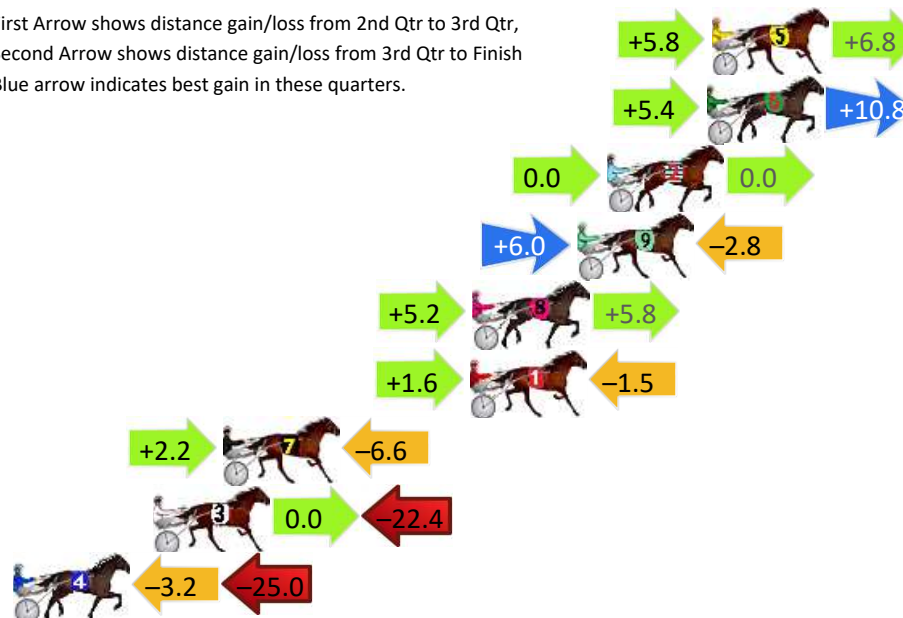 irst Arrow shows distance gain/loss from 2nd Qtr to 3rd Qtr,
econd Arrow shows distance gain/loss from 3rd Qtr to Finish
lue arrow indicates best gain in these quarters.
+5.8 5 +6.8
+5.4 6 +10.8
0.0 2 0.0
+6.0 9 –2.8
+5.2 8 +5.8
+1.6 1 –1.5
+2.2 7 –6.6
3 0.0 –22.4
4 –3.2 –25.0